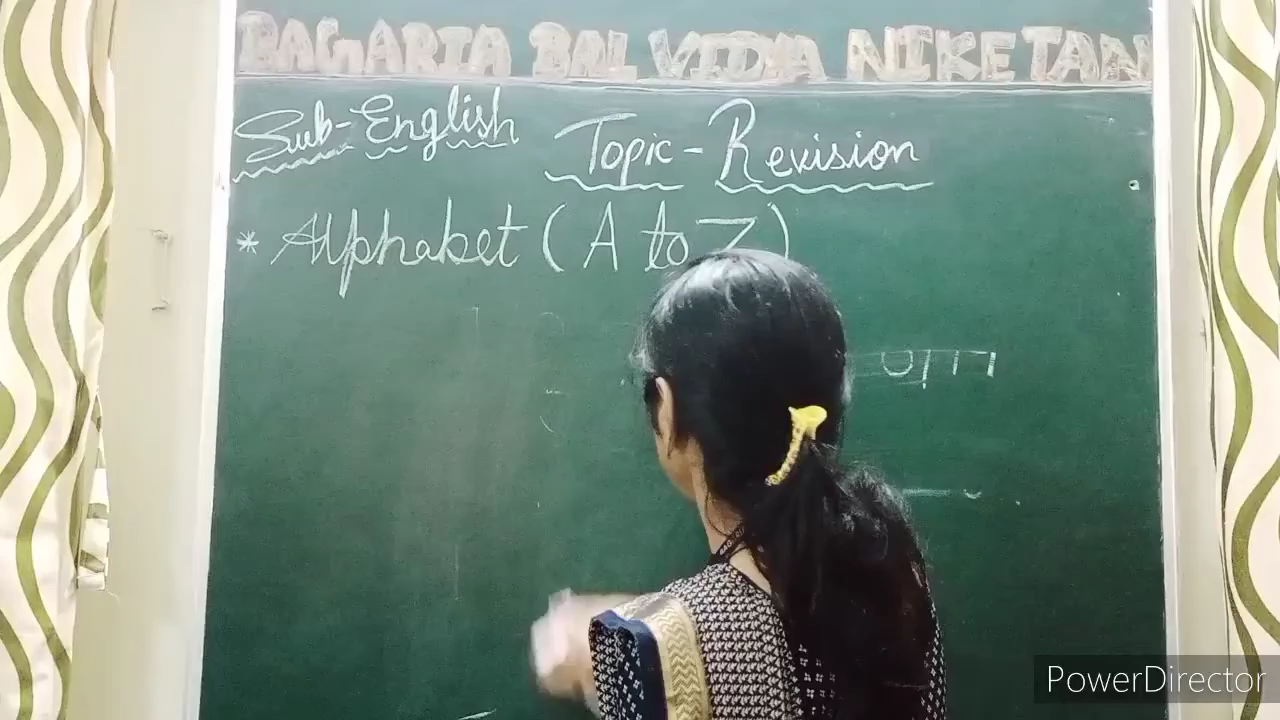 BAGARIA BAL VIDYA NIKETAN
Sub-English
Topic - Revision
* Alphabet ( A to Z )
PowerDirector